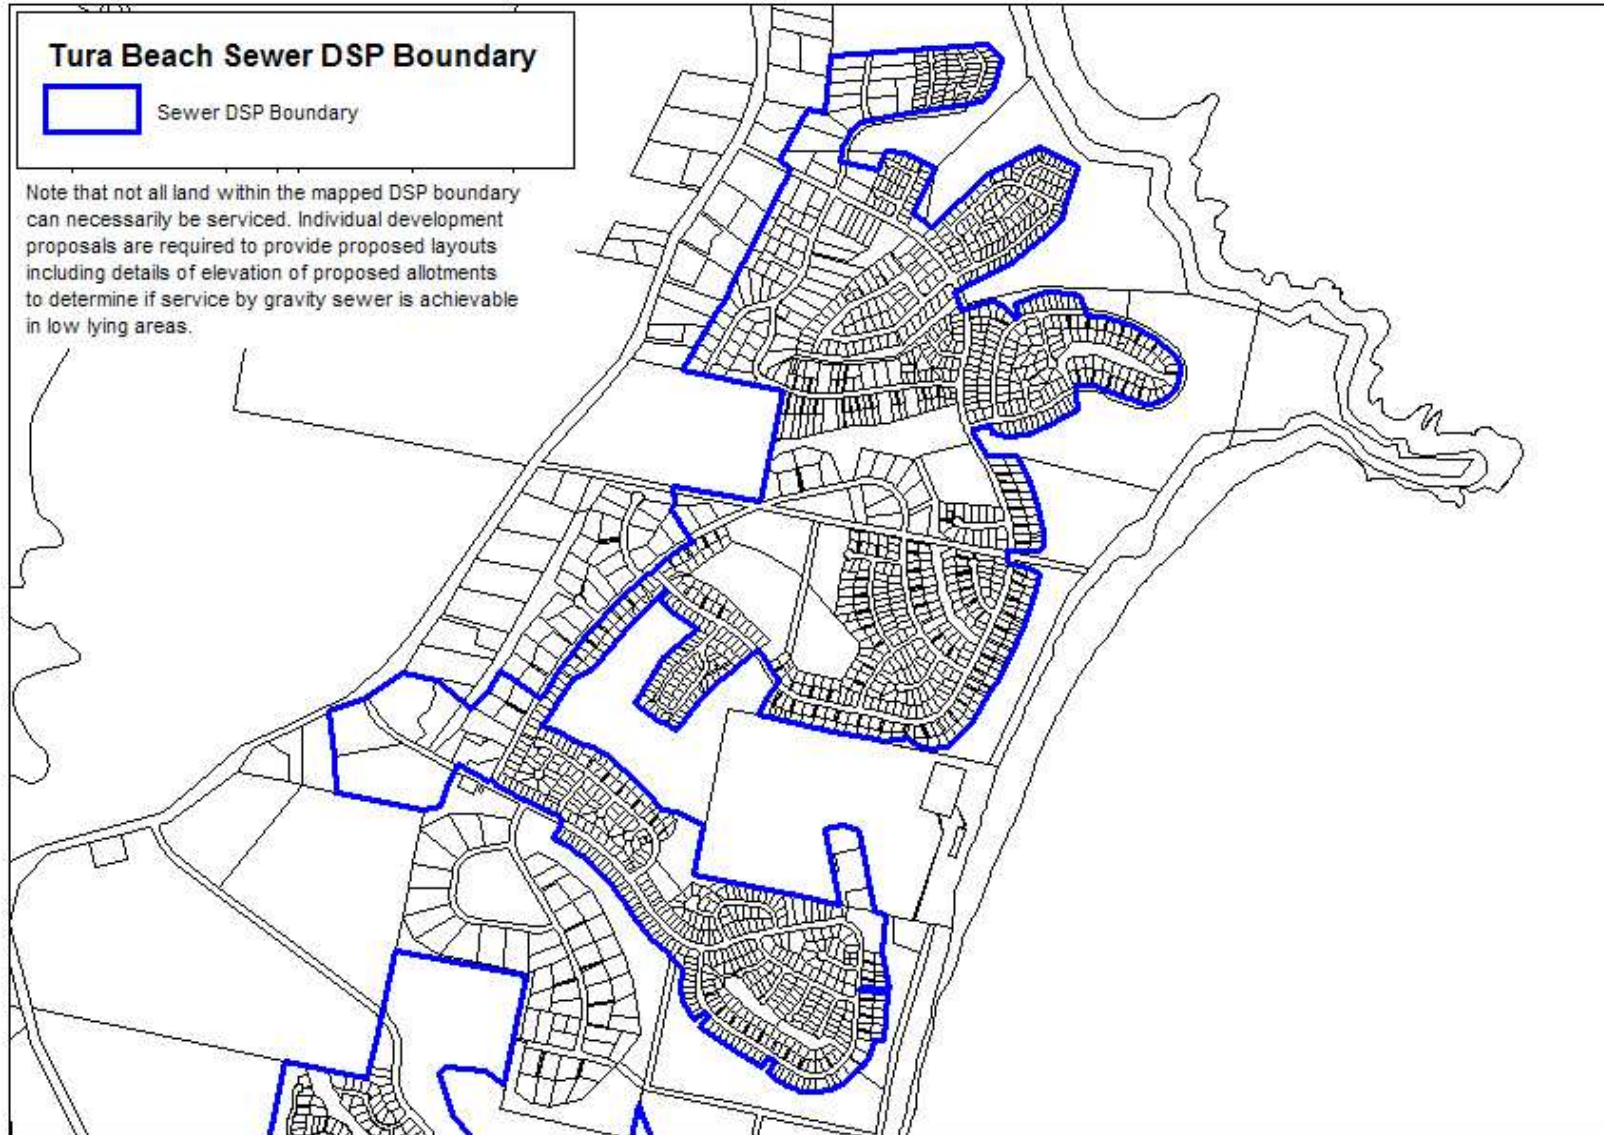 Tura Beach Sewer DSP Boundary
Sewer DSP Boundary
Note that not all land within the mapped DSP boundary
can necessarily be serviced. Individual development
proposals are required to provide proposed layouts
including details of elevation of proposed allotments
to determine if service by gravity sewer is achievable
in low lying areas.